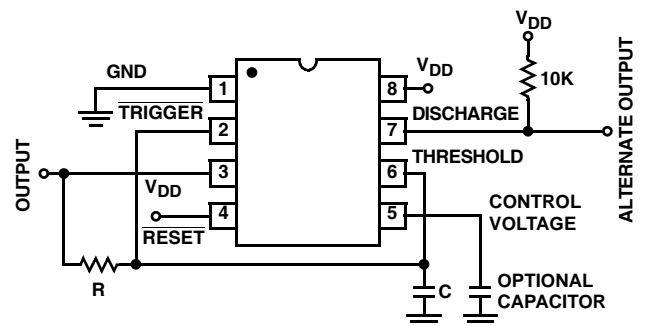 V_DD
GND
1
8
V_DD
10K
TRIGGER
2
7
DISCHARGE
OUTPUT
V_DD
3
6
THRESHOLD
ALTERNATE OUTPUT
4
5
CONTROL
VOLTAGE
RESET
R
C
OPTIONAL
CAPACITOR